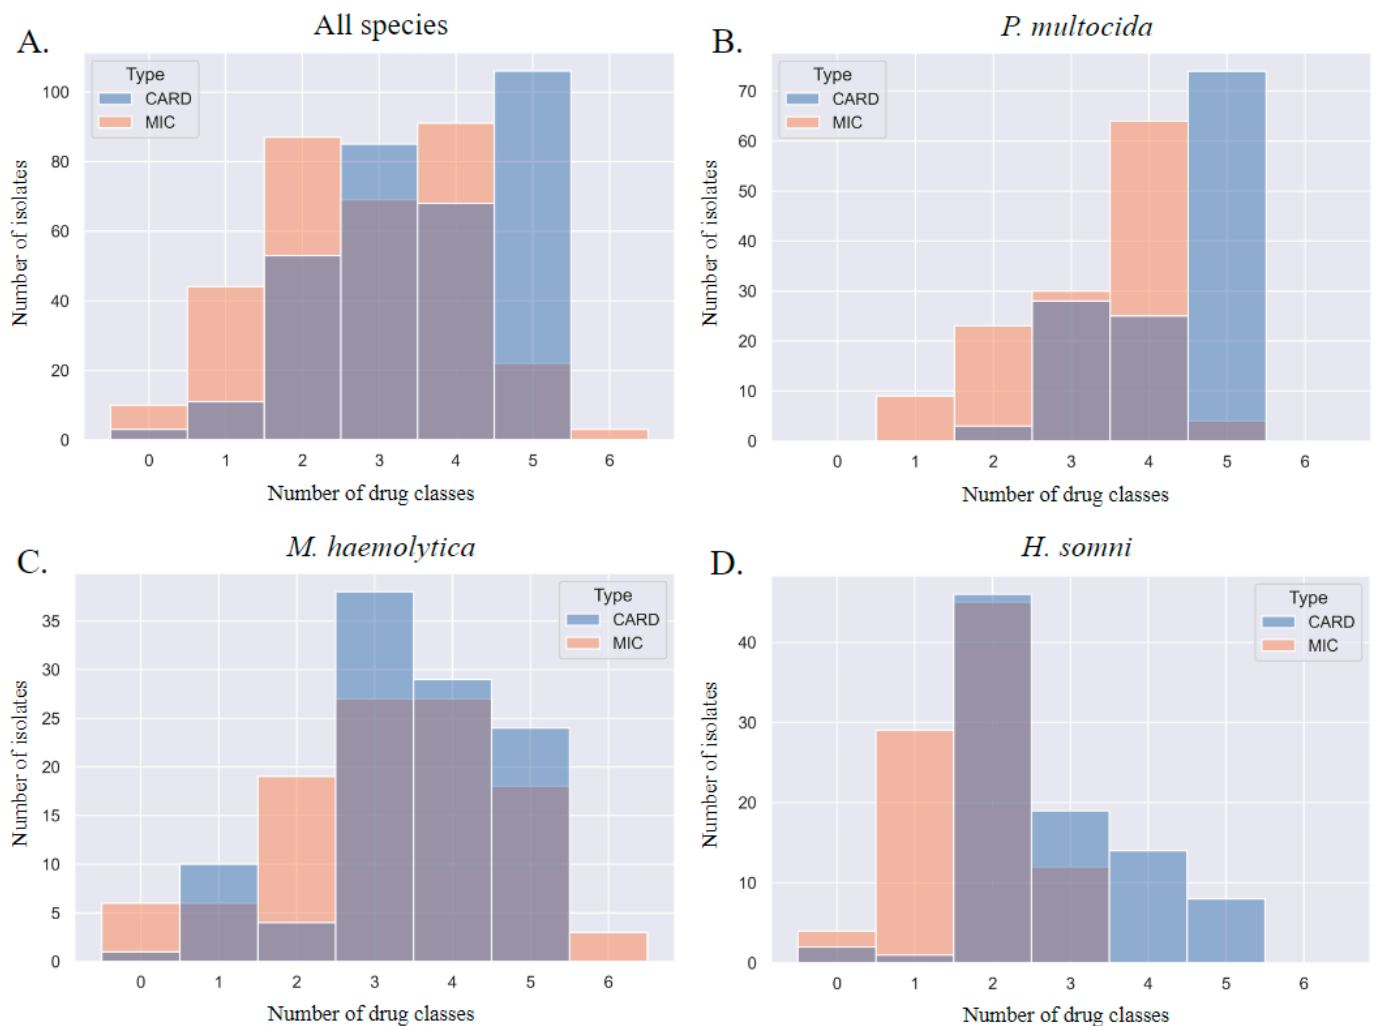 A.
All species
Type
CARD
MIC
100
80
60
40
20
0
Number of isolates
0 1 2 3 4 5 6
Number of drug classes
B.
P. multocida
Type
CARD
MIC
70
60
50
40
30
20
10
0
Number of isolates
0 1 2 3 4 5 6
Number of drug classes
C.
M. haemolytica
Type
CARD
MIC
35
30
25
20
15
10
5
0
Number of isolates
0 1 2 3 4 5 6
Number of drug classes
D.
H. somni
Type
CARD
MIC
40
30
20
10
0
Number of isolates
0 1 2 3 4 5 6
Number of drug classes